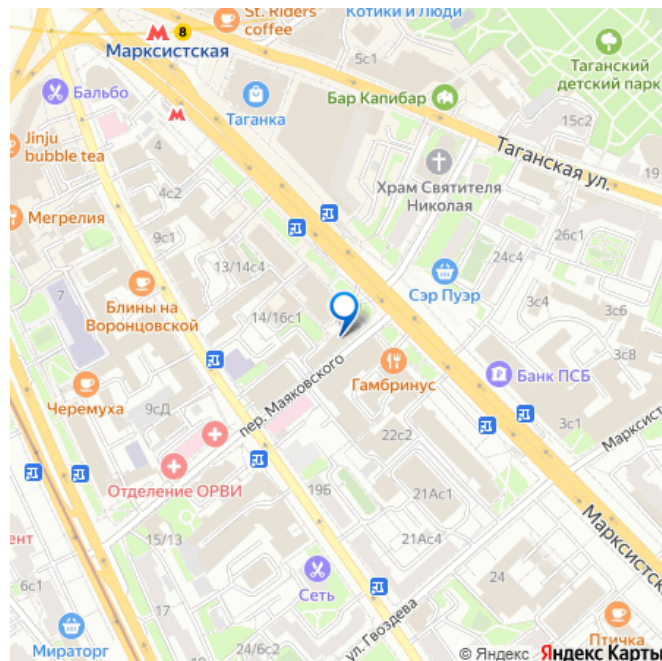 St. Riders
coffee
Котики и Люди
8
Марксистская
5с1
Таганский
детский парк
Бальбо
Таганка
Бар Капибар
15с2
Jinju
bubble tea
4
Таганская ул.
19
Храм Святителя
Николая
4с2
Мегрелия
9с1
26с1
24с4
13/14с4
7
Сэр Пуэр
3с4
3с6
Блины на
Воронцовской
14/16с1
3с8
Гамбринус
Банк ПСБ
Черемуха
9сД
пер. Маяковского
3с1
22с2
Марксист
Отделение ОРВИ
19Б
21Ас1
Марксистска
ент
15/13
21Ас4
6с1
Сеть
24
17
Мираторг
24/6с2
ул. Гвоздева
Птичка
© Яндекс Яндекс Карты